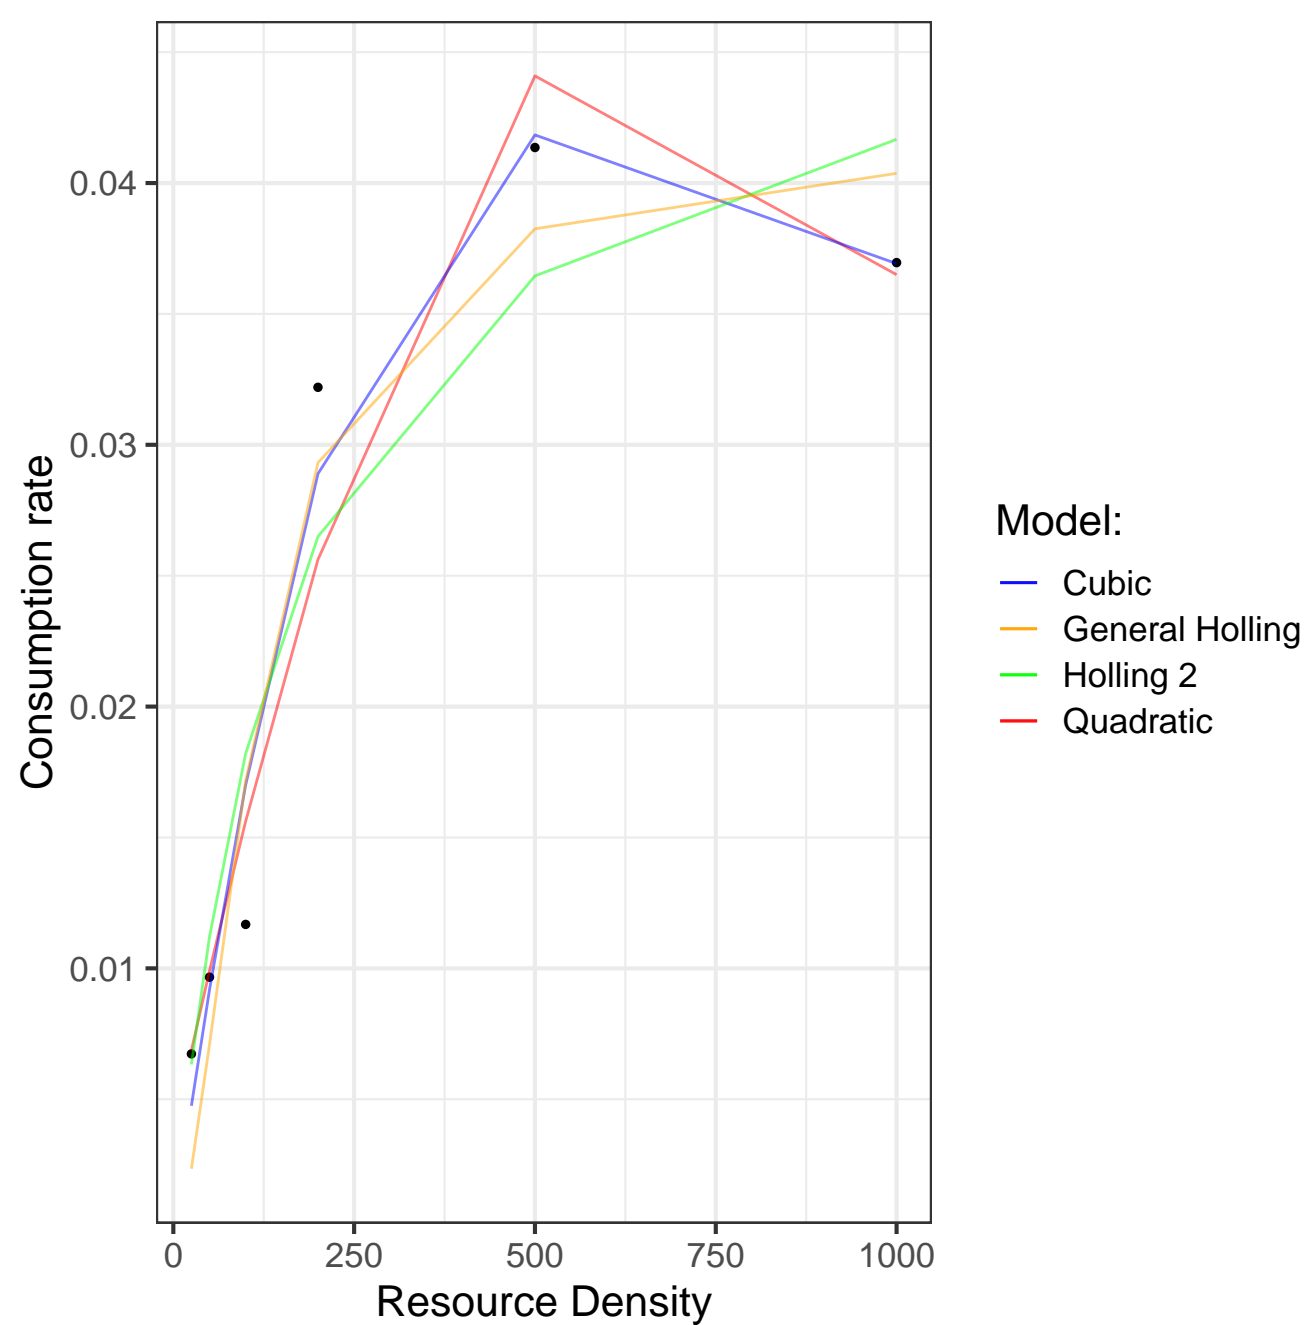 Consumption rate
0.04
0.03
0.02
0.01
0 250 500 750 1000
Resource Density
Model:
Cubic
General Holling
Holling 2
Quadratic